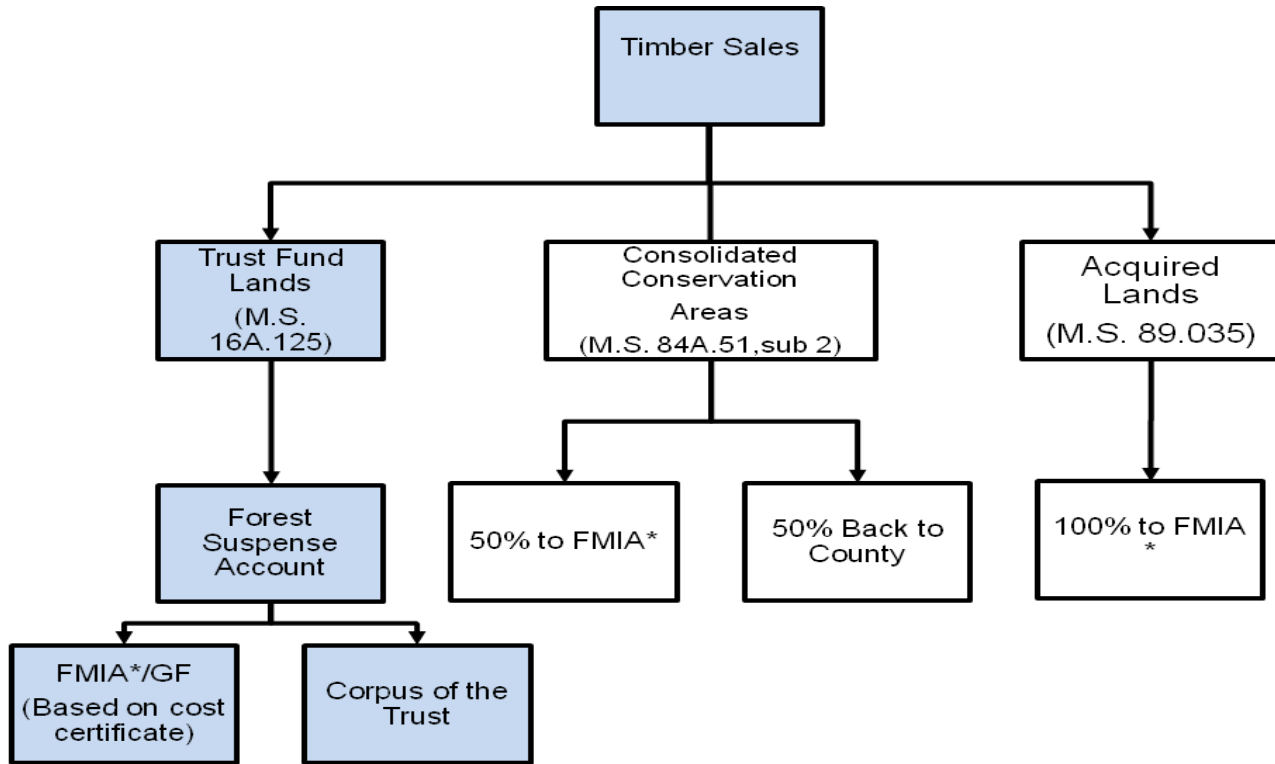 Timber Sales
Trust Fund
Lands
(M.S.
16A.125)
Consolidated
Conservation
Areas
(M.S. 84A.51,sub 2)
Acquired
Lands
(M.S. 89.035)
Forest
Suspense
Account
50% to FMIA*
50% Back to
County
100% to FMIA
*
FMIA*/GF
(Based on cost
certificate)
Corpus of the
Trust